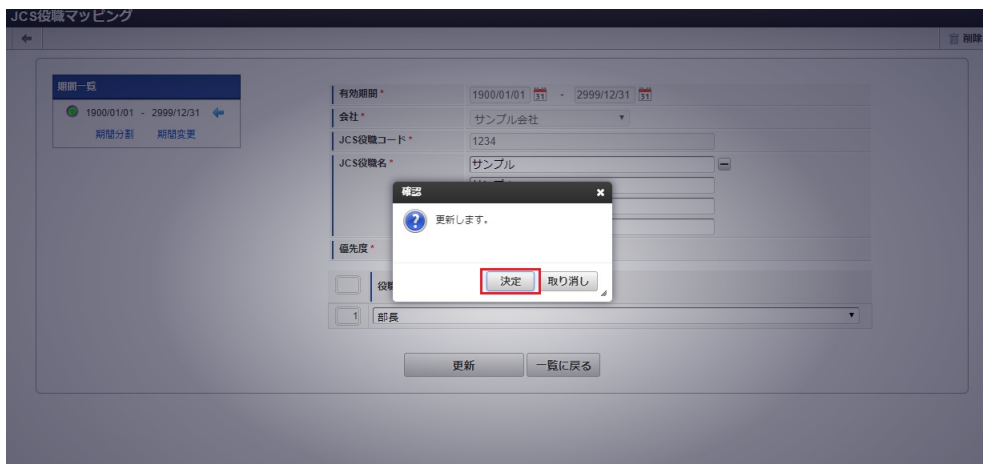 JCS役職マッピング
削除
期間一覧
1900/01/01 - 2999/12/31
期間分割 期間変更
有効期間*
1900/01/01 31 - 2999/12/31 31
会社*
サンプル会社
JCS役職コード*
1234
JCS役職名*
サンプル
確認
更新します。
決定 取り消し
優先度*
役職
1 部長
更新 一覧に戻る